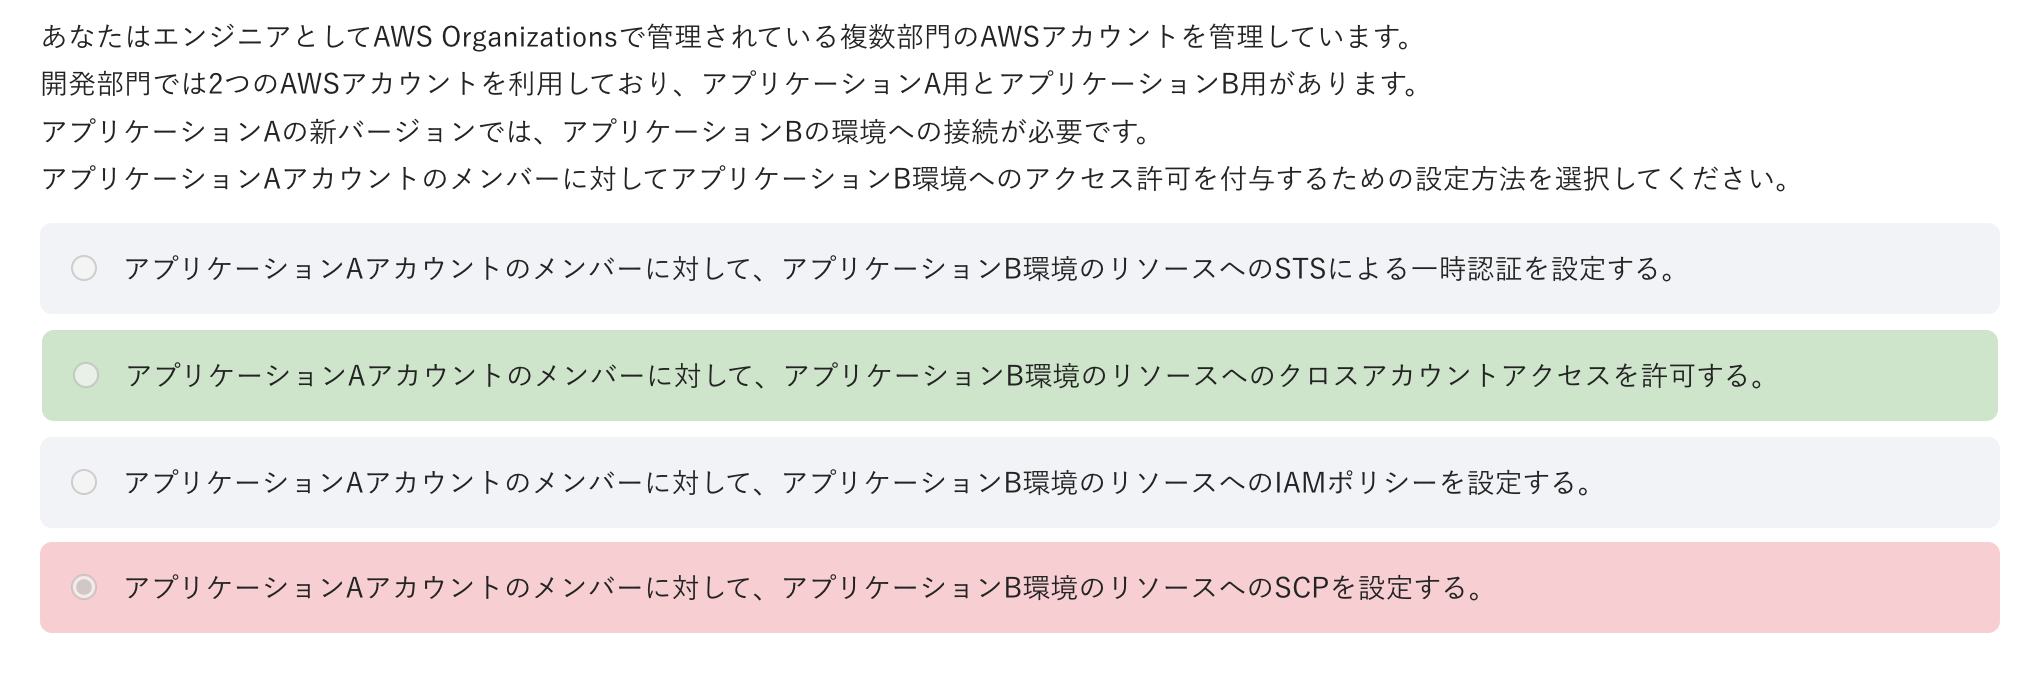 あなたはエンジニアとしてAWS Organizationsで管理されている複数部門のAWSアカウントを管理しています。
開発部門では2つのAWSアカウントを利用しており、アプリケーションA用とアプリケーションB用があります。
アプリケーションAの新バージョンでは、アプリケーションBの環境への接続が必要です。
アプリケーションAアカウントのメンバーに対してアプリケーションB環境へのアクセス許可を付与するための設定方法を選択してください。
アプリケーションAアカウントのメンバーに対して、アプリケーションB環境のリソースへのSTSによる一時認証を設定する。
アプリケーションAアカウントのメンバーに対して、アプリケーションB環境のリソースへのクロスアカウントアクセスを許可する。
アプリケーションAアカウントのメンバーに対して、アプリケーションB環境のリソースへのIAMポリシーを設定する。
アプリケーションAアカウントのメンバーに対して、アプリケーションB環境のリソースへのSCPを設定する。